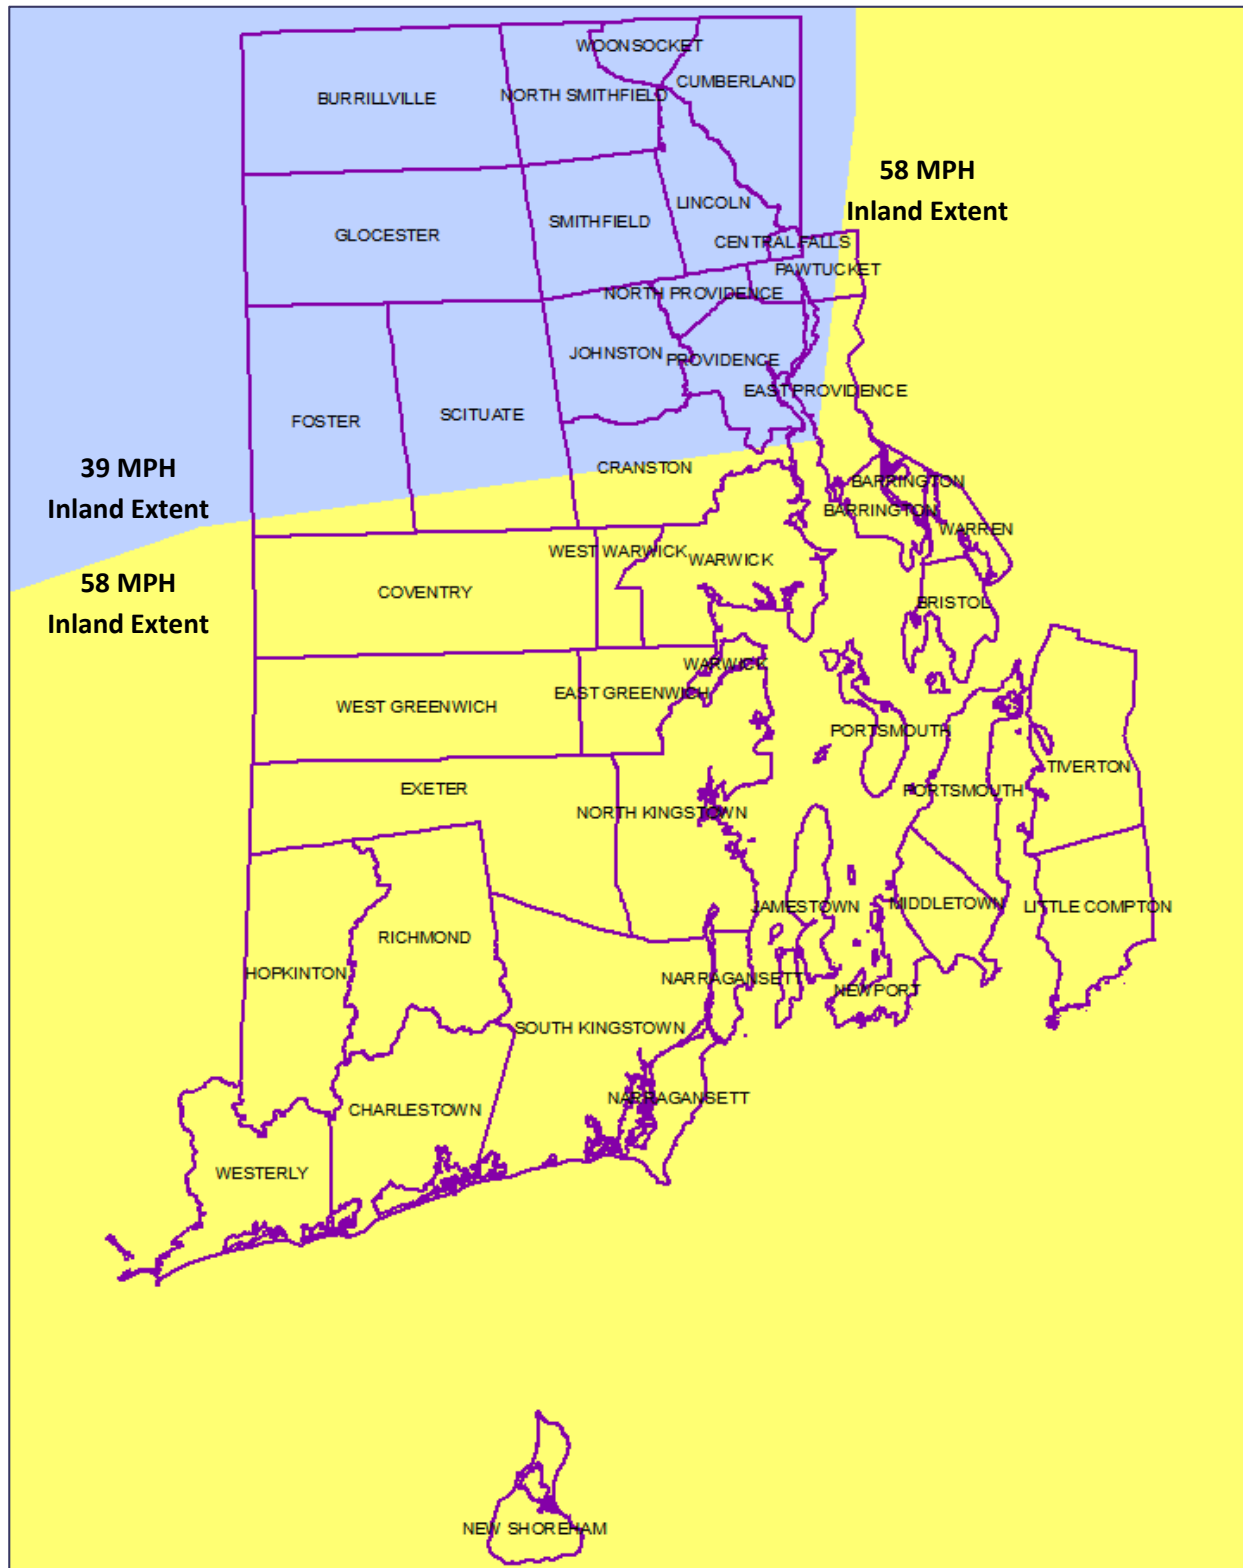 WOONSOCKET
CUMBERLAND
BURRILLVILLE
NORTH SMITHFIELD
58 MPH
Inland Extent
LINCOLN
SMITHFIELD
GLOCESTER
CENTRAL FALLS
PAWTUCKET
NORTH PROVIDENCE
JOHNSTON
PROVIDENCE
EAST PROVIDENCE
SCITUATE
FOSTER
39 MPH
Inland Extent
CRANSTON
BARRINGTON
BARRINGTON
WARREN
WEST WARWICK
WARWICK
58 MPH
Inland Extent
COVENTRY
BRISTOL
WARWICK
EAST GREENWICH
WEST GREENWICH
PORTSMOUTH
TIVERTON
EXETER
PORTSMOUTH
NORTH KINGSTOWN
JAMESTOWN
MIDDLETOWN
LITTLE COMPTON
RICHMOND
HOPKINTON
NARRAGANSETT
NEWPORT
SOUTH KINGSTOWN
NARRAGANSETT
CHARLESTOWN
WESTERLY
NEW SHOREHAM